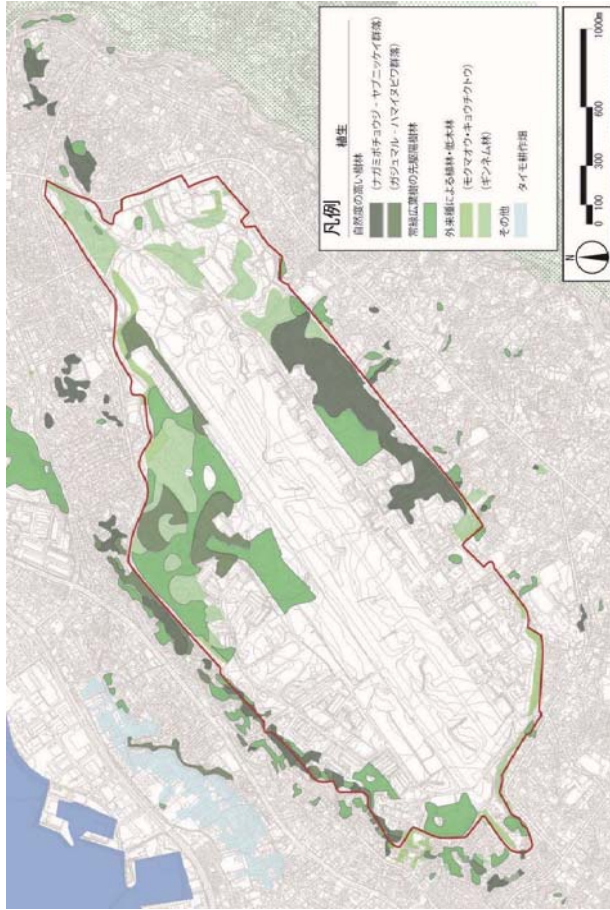 凡例
植生
自然度の高い樹林
(ナガミボチョウジ - ヤブニッケイ群落)
(ガジュマル - ハマイヌビワ群落)
常緑広葉樹の先駆陽樹林
外来種による植林・低木林
(モクマオウ・キョウチクトウ)
(ギンネム林)
その他
タイモ耕作畑
N
0 100 300 600 1000m